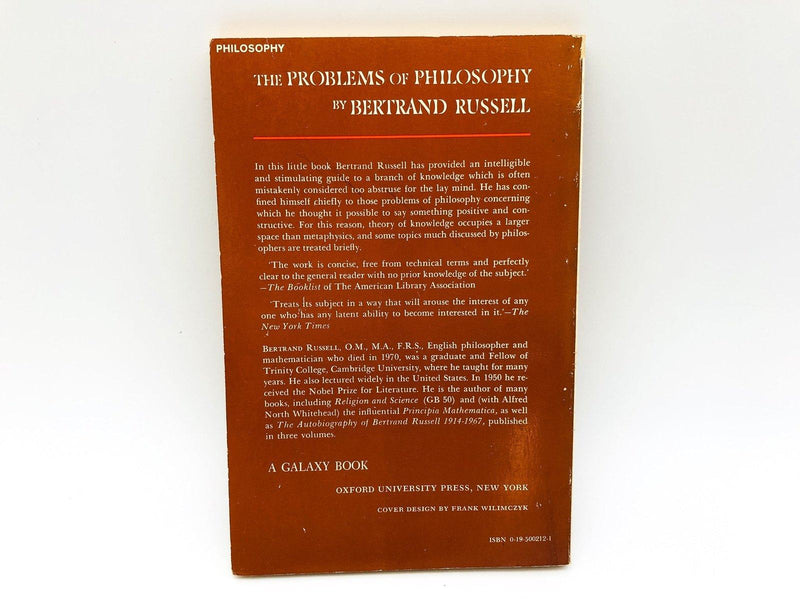 PHILOSOPHY
THE PROBLEMS OF PHILOSOPHY
BY BERTRAND RUSSELL
In this little book Bertrand Russell has provided an intelligible
and stimulating guide to a branch of knowledge which is often
mistakenly considered too abstruse for the lay mind. He has con-
fined himself chiefly to those problems of philosophy concerning
which he thought it possible to say something positive and con-
structive. For this reason, theory of knowledge occupies a larger
space than metaphysics, and some topics much discussed by philos-
ophers are treated briefly.
'The work is concise, free from technical terms and perfectly
clear to the general reader with no prior knowledge of the subject.'
—The Booklist of The American Library Association
'Treats its subject in a way that will arouse the interest of any
one who has any latent ability to become interested in it.'—The
New York Times
BERTRAND RUSSELL, O.M., M.A., F.R.S., English philosopher and
mathematician who died in 1970, was a graduate and Fellow of
Trinity College, Cambridge University, where he taught for many
years. He also lectured widely in the United States. In 1950 he re-
ceived the Nobel Prize for Literature. He is the author of many
books, including Religion and Science (GB 50) and (with Alfred
North Whitehead) the influential Principia Mathematica, as well
as The Autobiography of Bertrand Russell 1914-1967, published
in three volumes.
A GALAXY BOOK
OXFORD UNIVERSITY PRESS, NEW YORK
COVER DESIGN BY FRANK WILIMCZYK
ISBN 0-19-500212-1